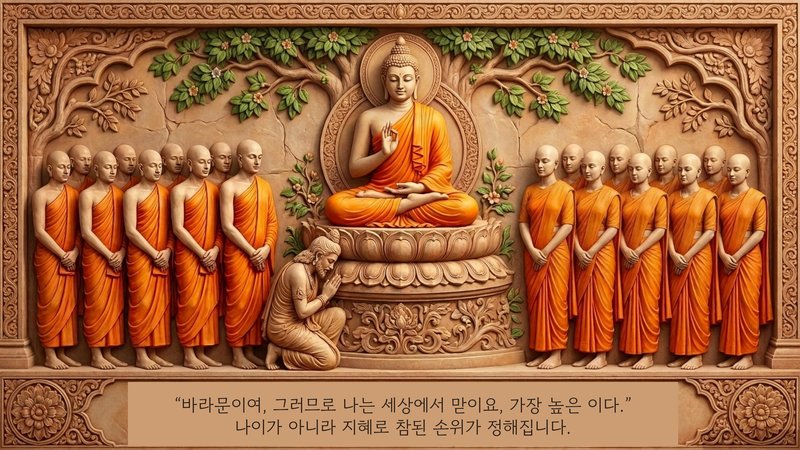 “바라문이여, 그러므로 나는 세상에서 맏이요, 가장 높은 이다.”
나이가 아니라 지혜로 참된 손위가 정해집니다.